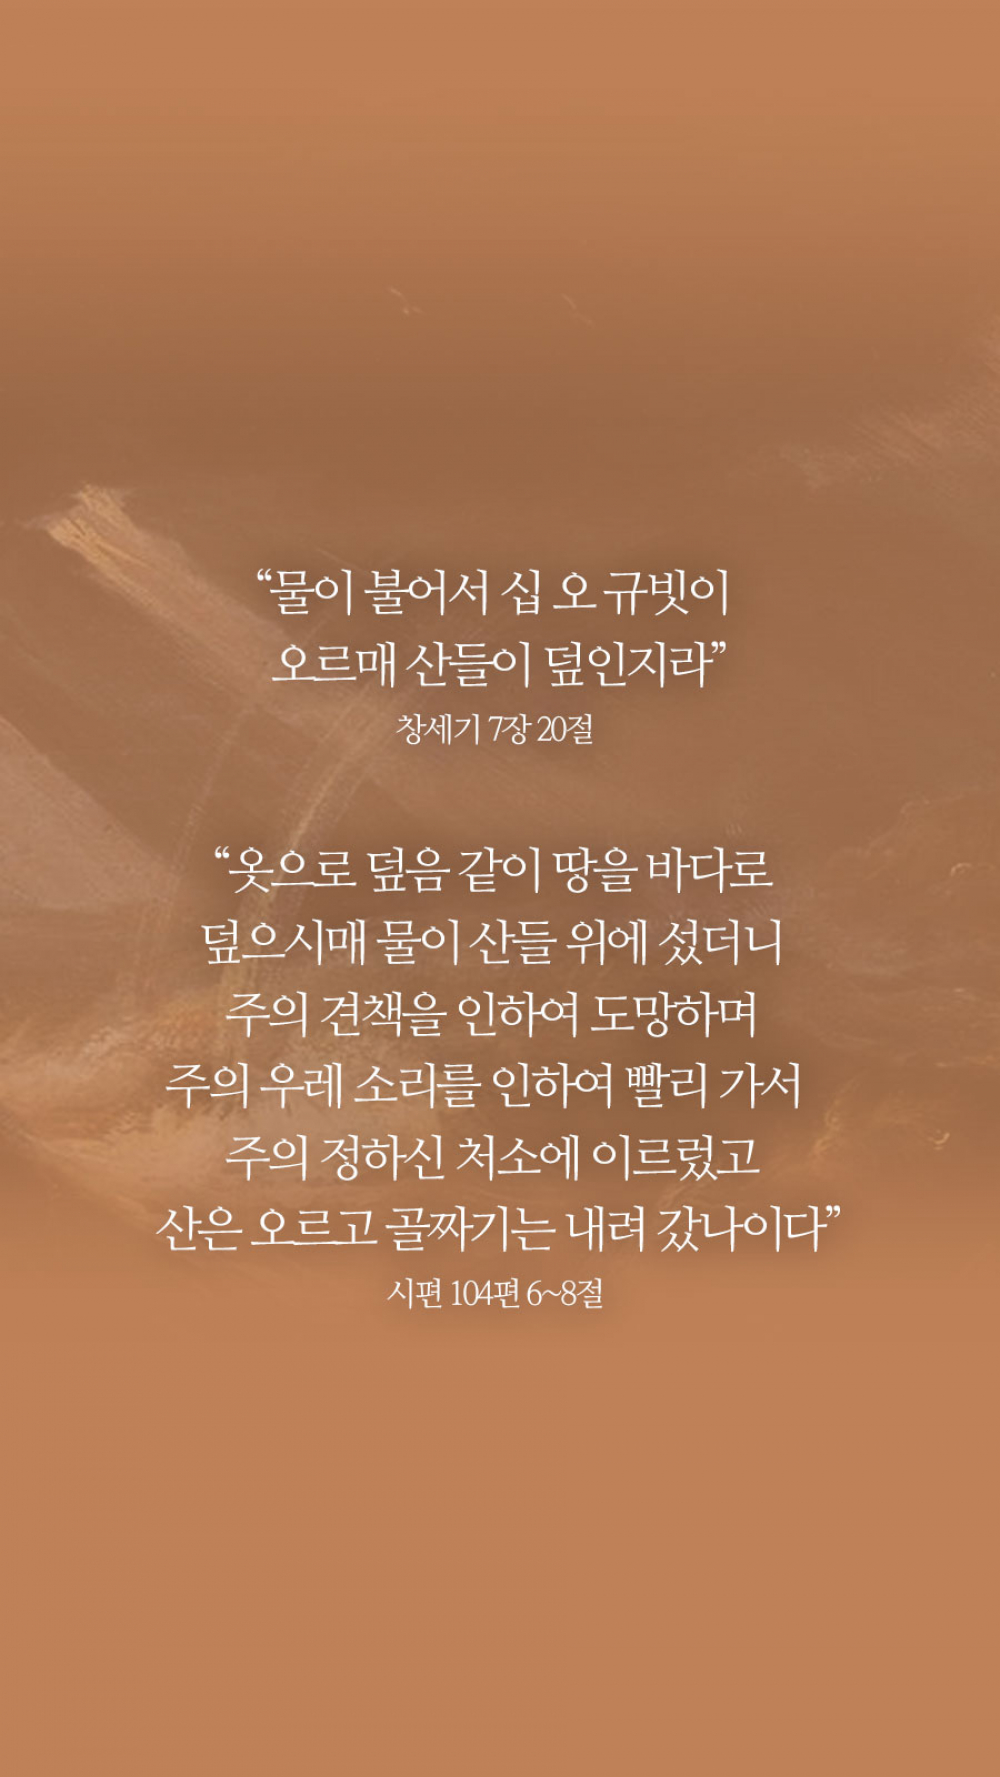 “물이 불어서 십 오 규빗이
오르매 산들이 덮인지라”
창세기 7장 20절
“옷으로 덮음 같이 땅을 바다로
덮으시매 물이 산들 위에 섰더니
주의 견책을 인하여 도망하며
주의 우레 소리를 인하여 빨리 가서
주의 정하신 처소에 이르렀고
산은 오르고 골짜기는 내려 갔나이다”
시편 104편 6~8절